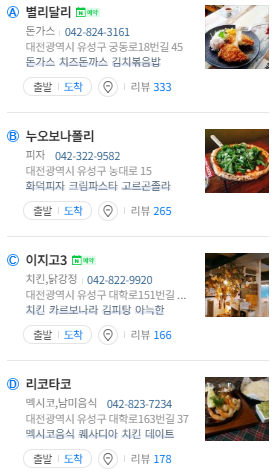 A 별리달리 N예약
돈가스 042-824-3161
대전광역시 유성구 궁동로18번길 45
돈가스 치즈돈까스 김치볶음밥
출발 도착 리뷰 333
B 누오보나폴리
피자 042-322-9582
대전광역시 유성구 농대로 15
화덕피자 크림파스타 고르곤졸라
출발 도착 리뷰 265
C 이지고3 N예약
치킨,닭강정 042-822-9920
대전광역시 유성구 대학로151번길 ...
치킨 카르보나라 김피탕 아늑한
출발 도착 리뷰 166
D 리코타코
멕시코,남미음식 042-823-7234
대전광역시 유성구 대학로163번길 37
멕시코음식 퀘사디아 치킨 데이트
출발 도착 리뷰 178